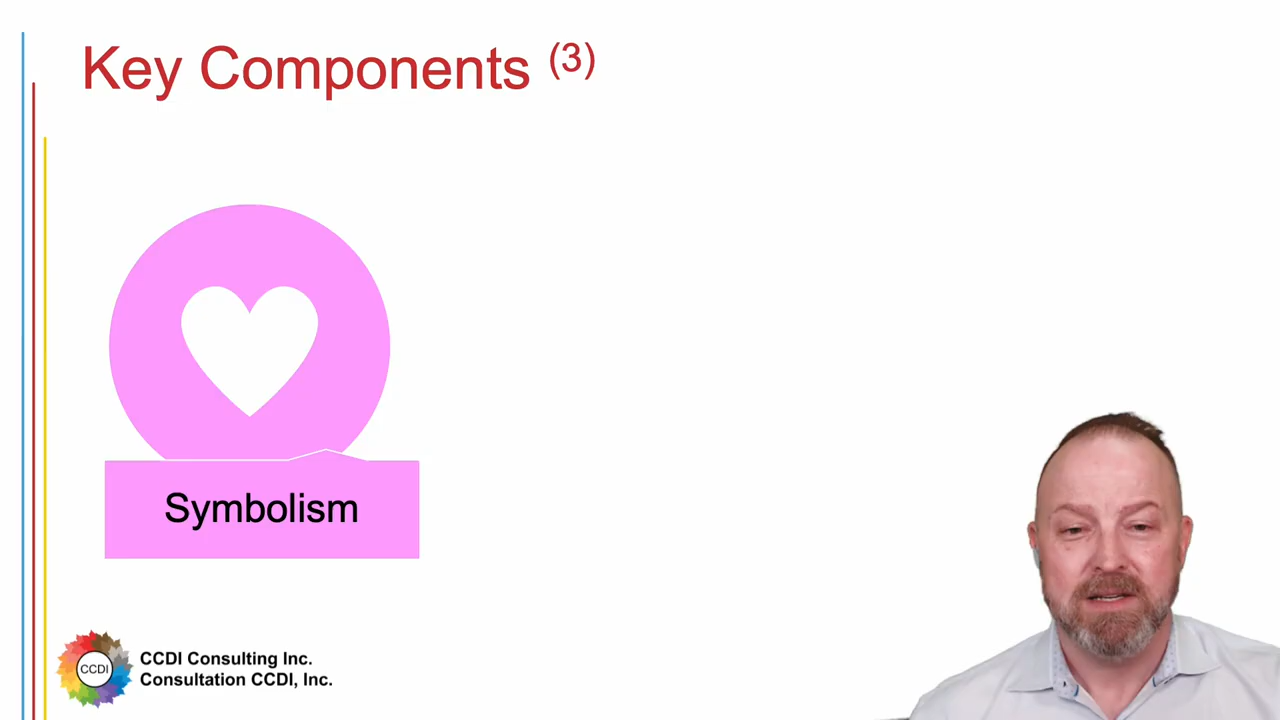 Key Components (3)
Symbolism
CCDI
CCDI Consulting Inc.
Consultation CCDI, Inc.